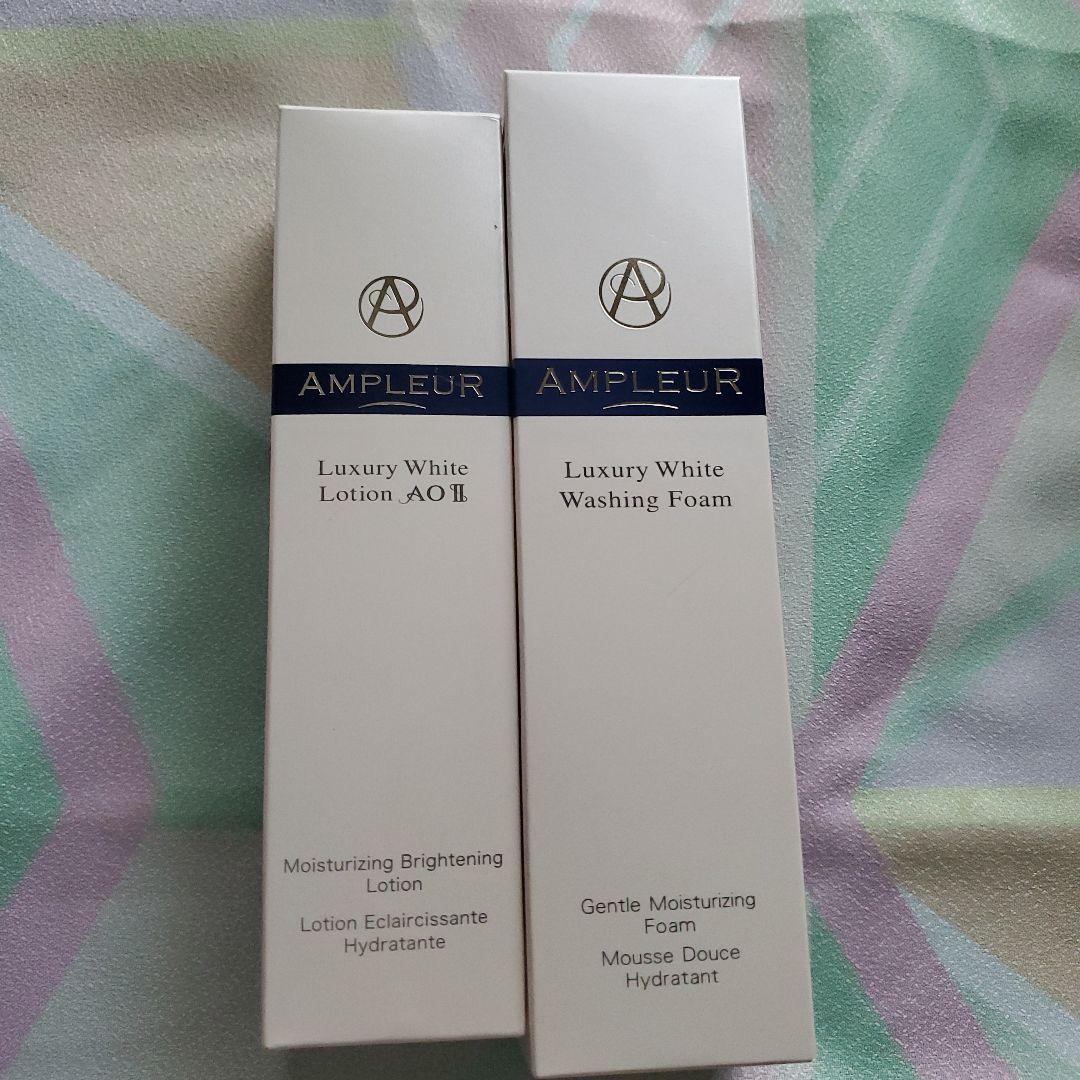 AMPLEUR
Luxury White
Lotion AO II
Moisturizing Brightening
Lotion
Lotion Eclaircissante
Hydratante
AMPLEUR
Luxury White
Washing Foam
Gentle Moisturizing
Foam
Mousse Douce
Hydratant